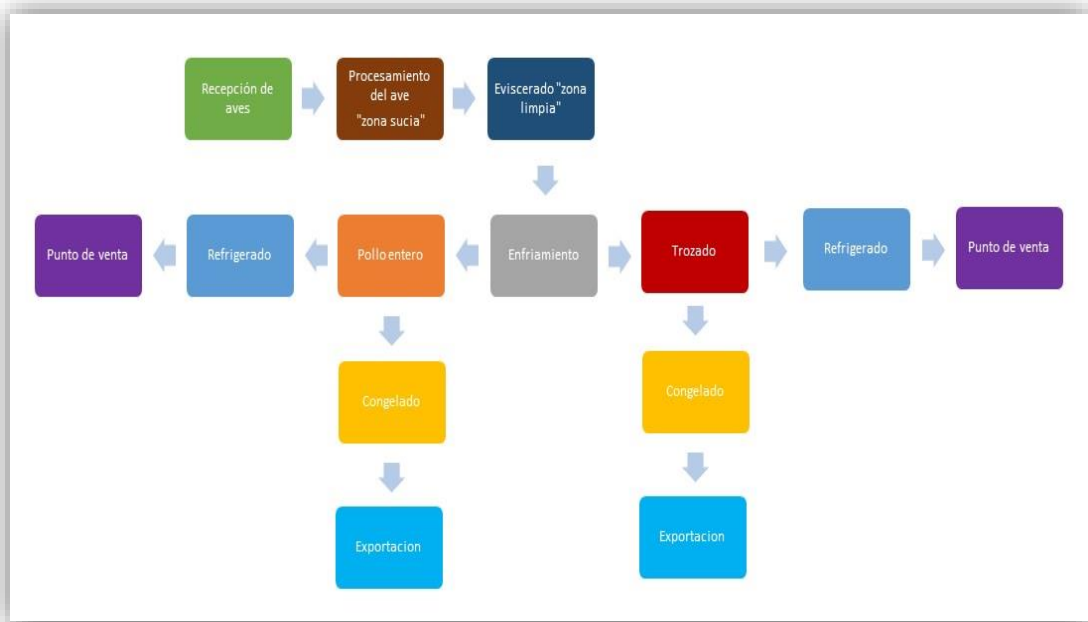 Recepción de
aves
Procesamiento
del ave
"zona sucia"
Eviscerado "zona
limpia"
Punto de venta
Refrigerado
Pollo entero
Enfriamiento
Trozado
Refrigerado
Punto de venta
Congelado
Congelado
Exportacion
Exportacion